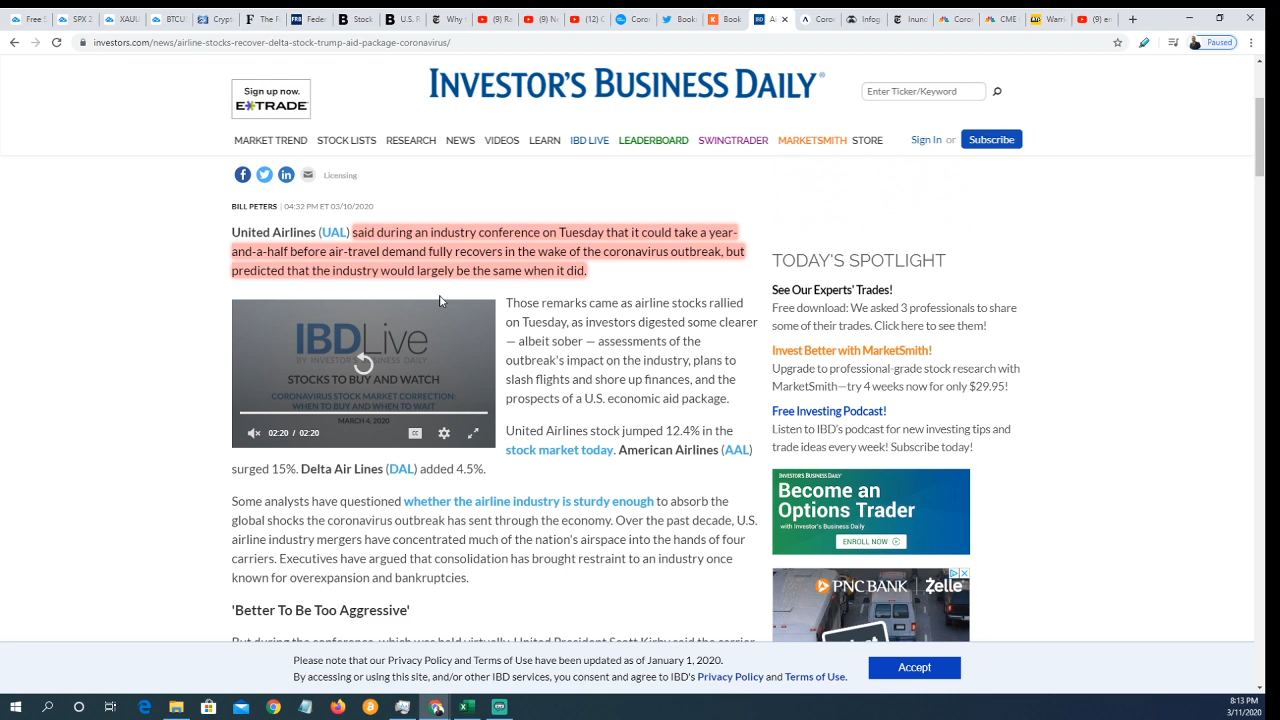 Free S
SPX 2
XAUU
BTCU
Crypt
The F
Feder
Stock
U.S. F
Why
(9) Ra
(9) N
(12) C
Coro
Book
Book
A
Coro
Infog
Inund
Coro
CME
Warr
(9) er
investors.com/news/airline-stocks-recover-delta-stock-trump-aid-package-coronavirus/
Paused
Sign up now.
E*TRADE
INVESTOR'S BUSINESS DAILY®
Enter Ticker/Keyword
MARKET TREND STOCK LISTS RESEARCH NEWS VIDEOS LEARN IBD LIVE LEADERBOARD SWINGTRADER MARKETSMITH STORE
Sign In or Subscribe
Licensing
BILL PETERS | 04:32 PM ET 03/10/2020
United Airlines (UAL) said during an industry conference on Tuesday that it could take a year-
and-a-half before air-travel demand fully recovers in the wake of the coronavirus outbreak, but
predicted that the industry would largely be the same when it did.
IBDLive
BY INVESTOR'S BUSINESS DAILY
STOCKS TO BUY AND WATCH
CORONAVIRUS STOCK MARKET CORRECTION:
WHEN TO BUY AND WHEN TO WAIT
MARCH 4, 2020
02:20 / 02:20
CC
Those remarks came as airline stocks rallied
on Tuesday, as investors digested some clearer
— albeit sober — assessments of the
outbreak's impact on the industry, plans to
slash flights and shore up finances, and the
prospects of a U.S. economic aid package.
United Airlines stock jumped 12.4% in the
stock market today. American Airlines (AAL)
surged 15%. Delta Air Lines (DAL) added 4.5%.
Some analysts have questioned whether the airline industry is sturdy enough to absorb the
global shocks the coronavirus outbreak has sent through the economy. Over the past decade, U.S.
airline industry mergers have concentrated much of the nation's airspace into the hands of four
carriers. Executives have argued that consolidation has brought restraint to an industry once
known for overexpansion and bankruptcies.
'Better To Be Too Aggressive'
But during the conference, which was held virtually, United President Scott Kirby said the carrier
TODAY'S SPOTLIGHT
See Our Experts' Trades!
Free download: We asked 3 professionals to share
some of their trades. Click here to see them!
Invest Better with MarketSmith!
Upgrade to professional-grade stock research with
MarketSmith—try 4 weeks now for only $29.95!
Free Investing Podcast!
Listen to IBD's podcast for new investing tips and
trade ideas every week! Subscribe today!
INVESTOR'S BUSINESS DAILY
Become an
Options Trader
with Investor's Business Daily
ENROLL NOW
PNC BANK Zelle
Please note that our Privacy Policy and Terms of Use have been updated as of January 1, 2020.
By accessing or using this site, and/or other IBD services, you consent and agree to IBD's Privacy Policy and Terms of Use.
Accept
8:13 PM
3/11/2020